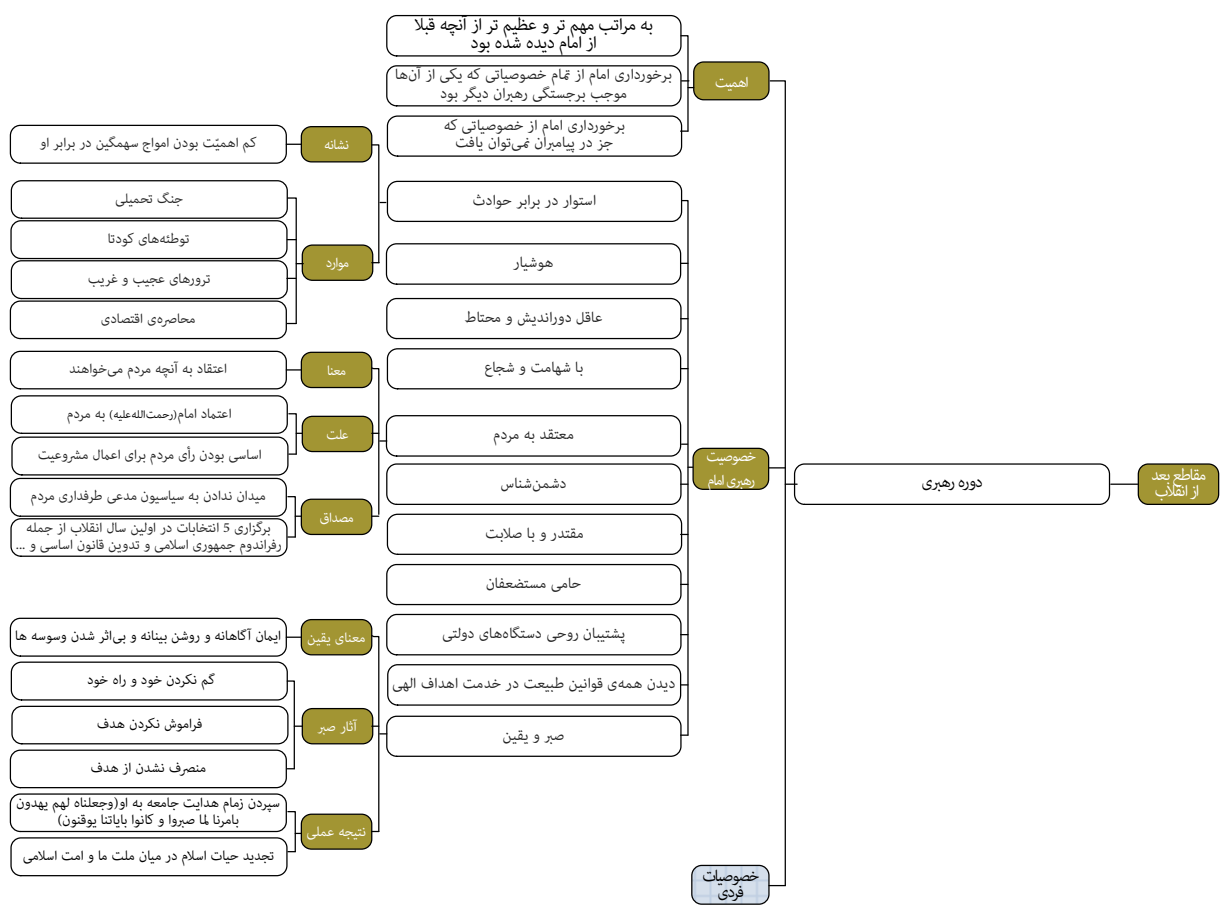 مقاطع بعد
از انقلاب
دوره رهبری
اهمیت
به مراتب مهم تر و عظیم تر از آنچه قبلا
از امام دیده شده بود
برخورداری امام از تمام خصوصیاتی که یکی از آن‌ها
موجب برجستگی رهبران دیگر بود
برخورداری امام از خصوصیاتی که
جز در پیامبران نمی‌توان یافت
خصوصیت
رهبری امام
استوار در برابر حوادث
نشانه
کم اهمیّت بودن امواج سهمگین در برابر او
موارد
جنگ تحمیلی
توطئه‌های کودتا
ترورهای عجیب و غریب
محاصره‌ی اقتصادی
هوشیار
عاقل دوراندیش و محتاط
با شهامت و شجاع
معتقد به مردم
معنا
اعتقاد به آنچه مردم می‌خواهند
علت
اعتماد امام(رحمت‌الله‌علیه) به مردم
اساسی بودن رأی مردم برای اعمال مشروعیت
مصداق
میدان ندادن به سیاسیون مدعی طرفداری مردم
برگزاری 5 انتخابات در اولین سال انقلاب از جمله
رفراندوم جمهوری اسلامی و تدوین قانون اساسی و ...
دشمن‌شناس
مقتدر و با صلابت
حامی مستضعفان
پشتیبان روحی دستگاه‌های دولتی
دیدن همه‌ی قوانین طبیعت در خدمت اهداف الهی
صبر و یقین
معنای یقین
ایمان آگاهانه و روشن بینانه و بی‌اثر شدن وسوسه ها
آثار صبر
گم نکردن خود و راه خود
فراموش نکردن هدف
منصرف نشدن از هدف
نتیجه عملی
سپردن زمام هدایت جامعه به او(وجعلناه لهم یهدون
بامرنا لما صبروا و کانوا بایاتنا یوقنون)
تجدید حیات اسلام در میان ملت ما و امت اسلامی
خصوصیات
فردی